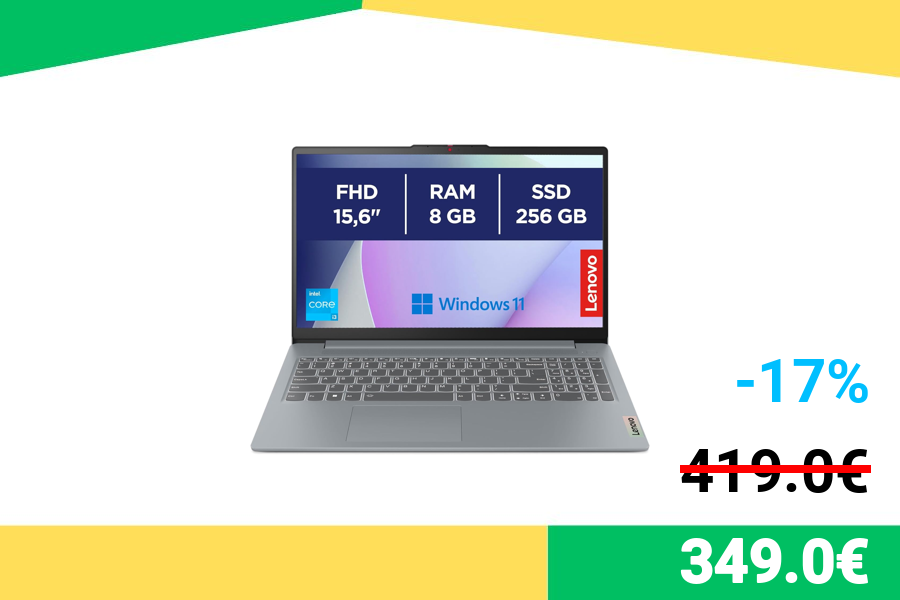 FHD
15,6"
RAM
8 GB
SSD
256 GB
Lenovo
intel
CORE
i3
Windows 11
Lenovo
-17%
419.0€
349.0€